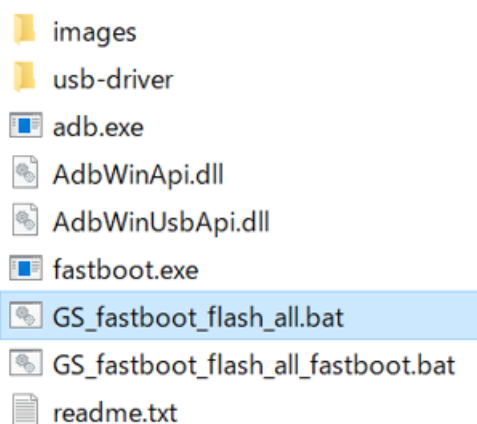 images
usb-driver
adb.exe
AdbWinApi.dll
AdbWinUsbApi.dll
fastboot.exe
GS_fastboot_flash_all.bat
GS_fastboot_flash_all_fastboot.bat
readme.txt